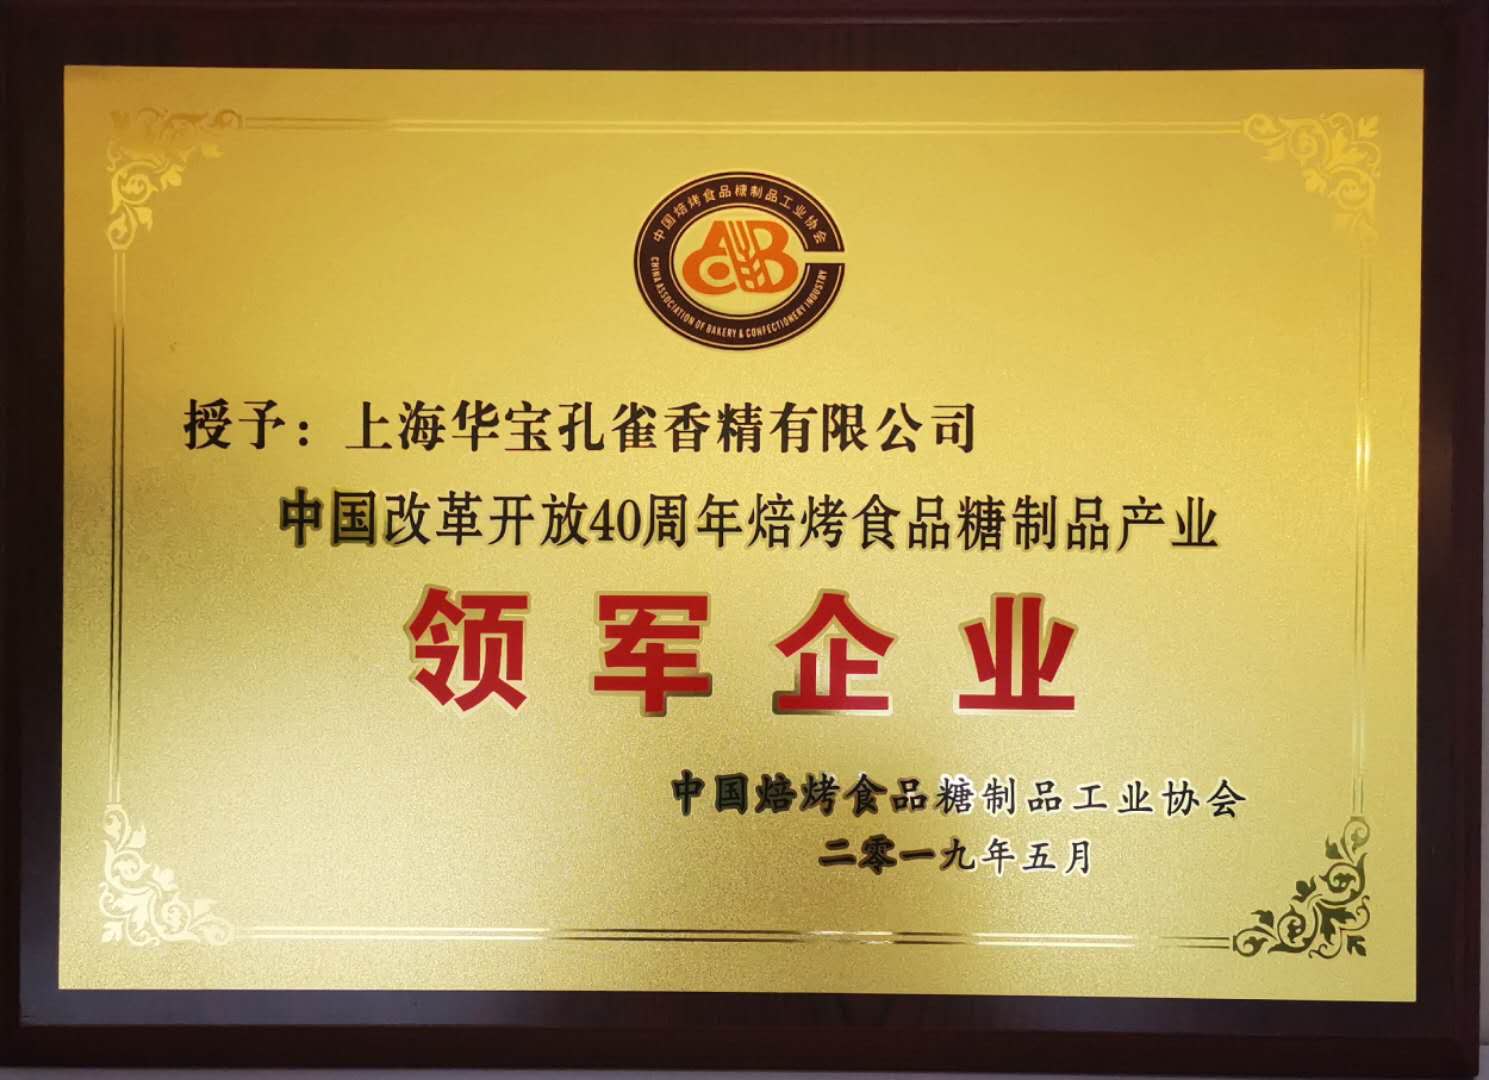 中国焙烤食品糖制品工业协会
CHINA ASSOCIATION OF BAKERY & CONFECTIONERY INDUSTRY
授予：上海华宝孔雀香精有限公司
中国改革开放40周年焙烤食品糖制品产业
领军企业
中国焙烤食品糖制品工业协会
二零一九年五月